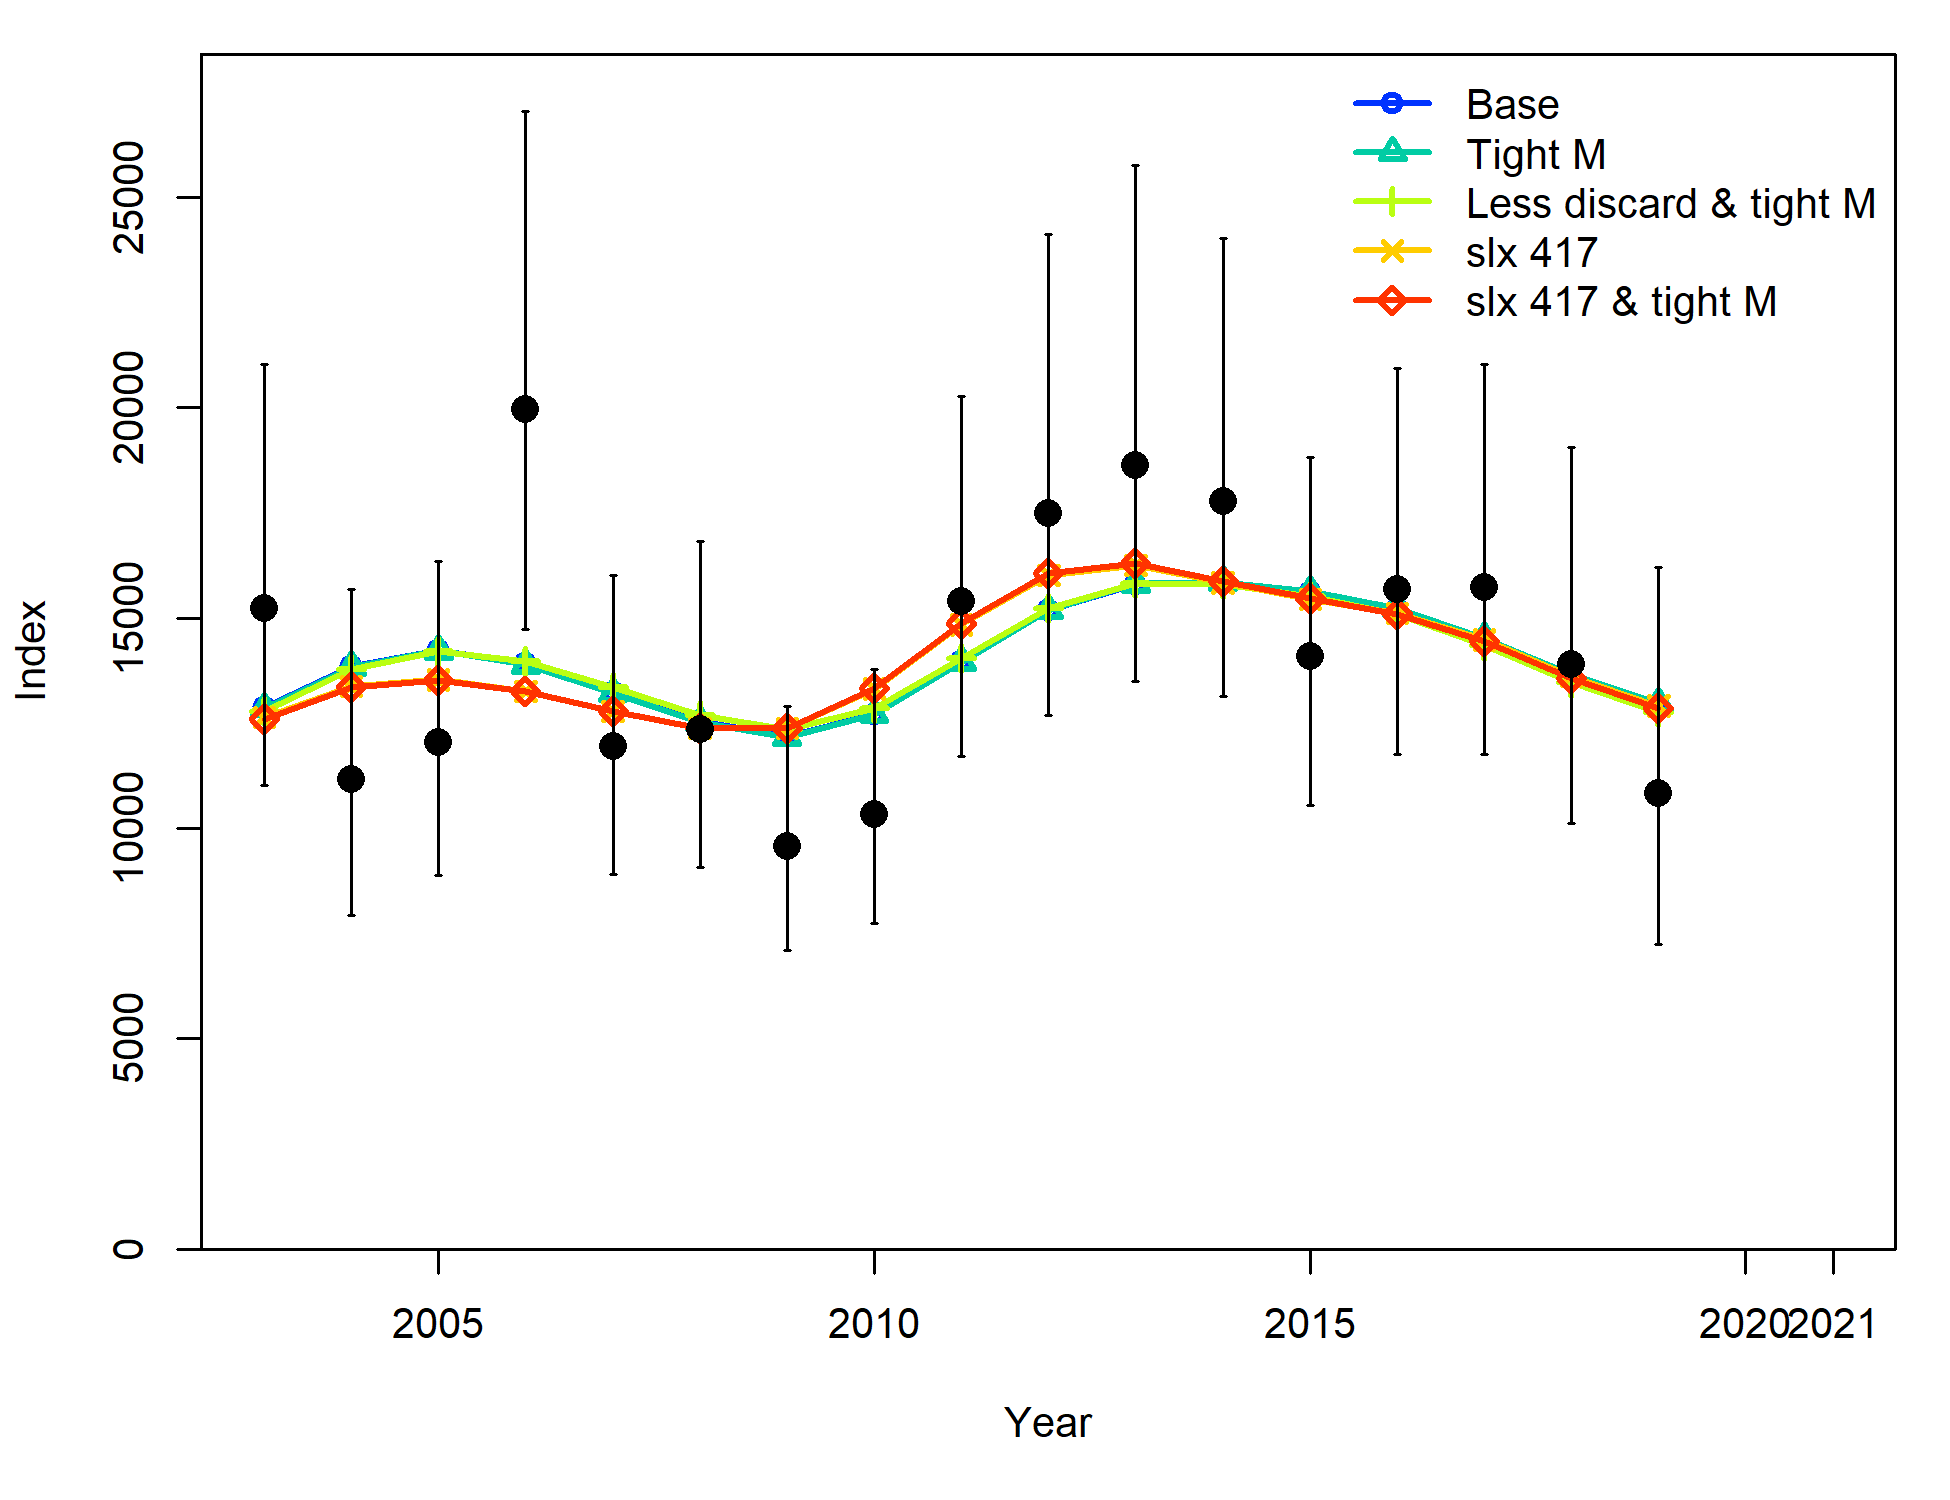 Base
Tight M
Less discard & tight M
slx 417
slx 417 & tight M
25000
20000
15000
10000
5000
0
Index
2005
2010
2015
2020
2021
Year